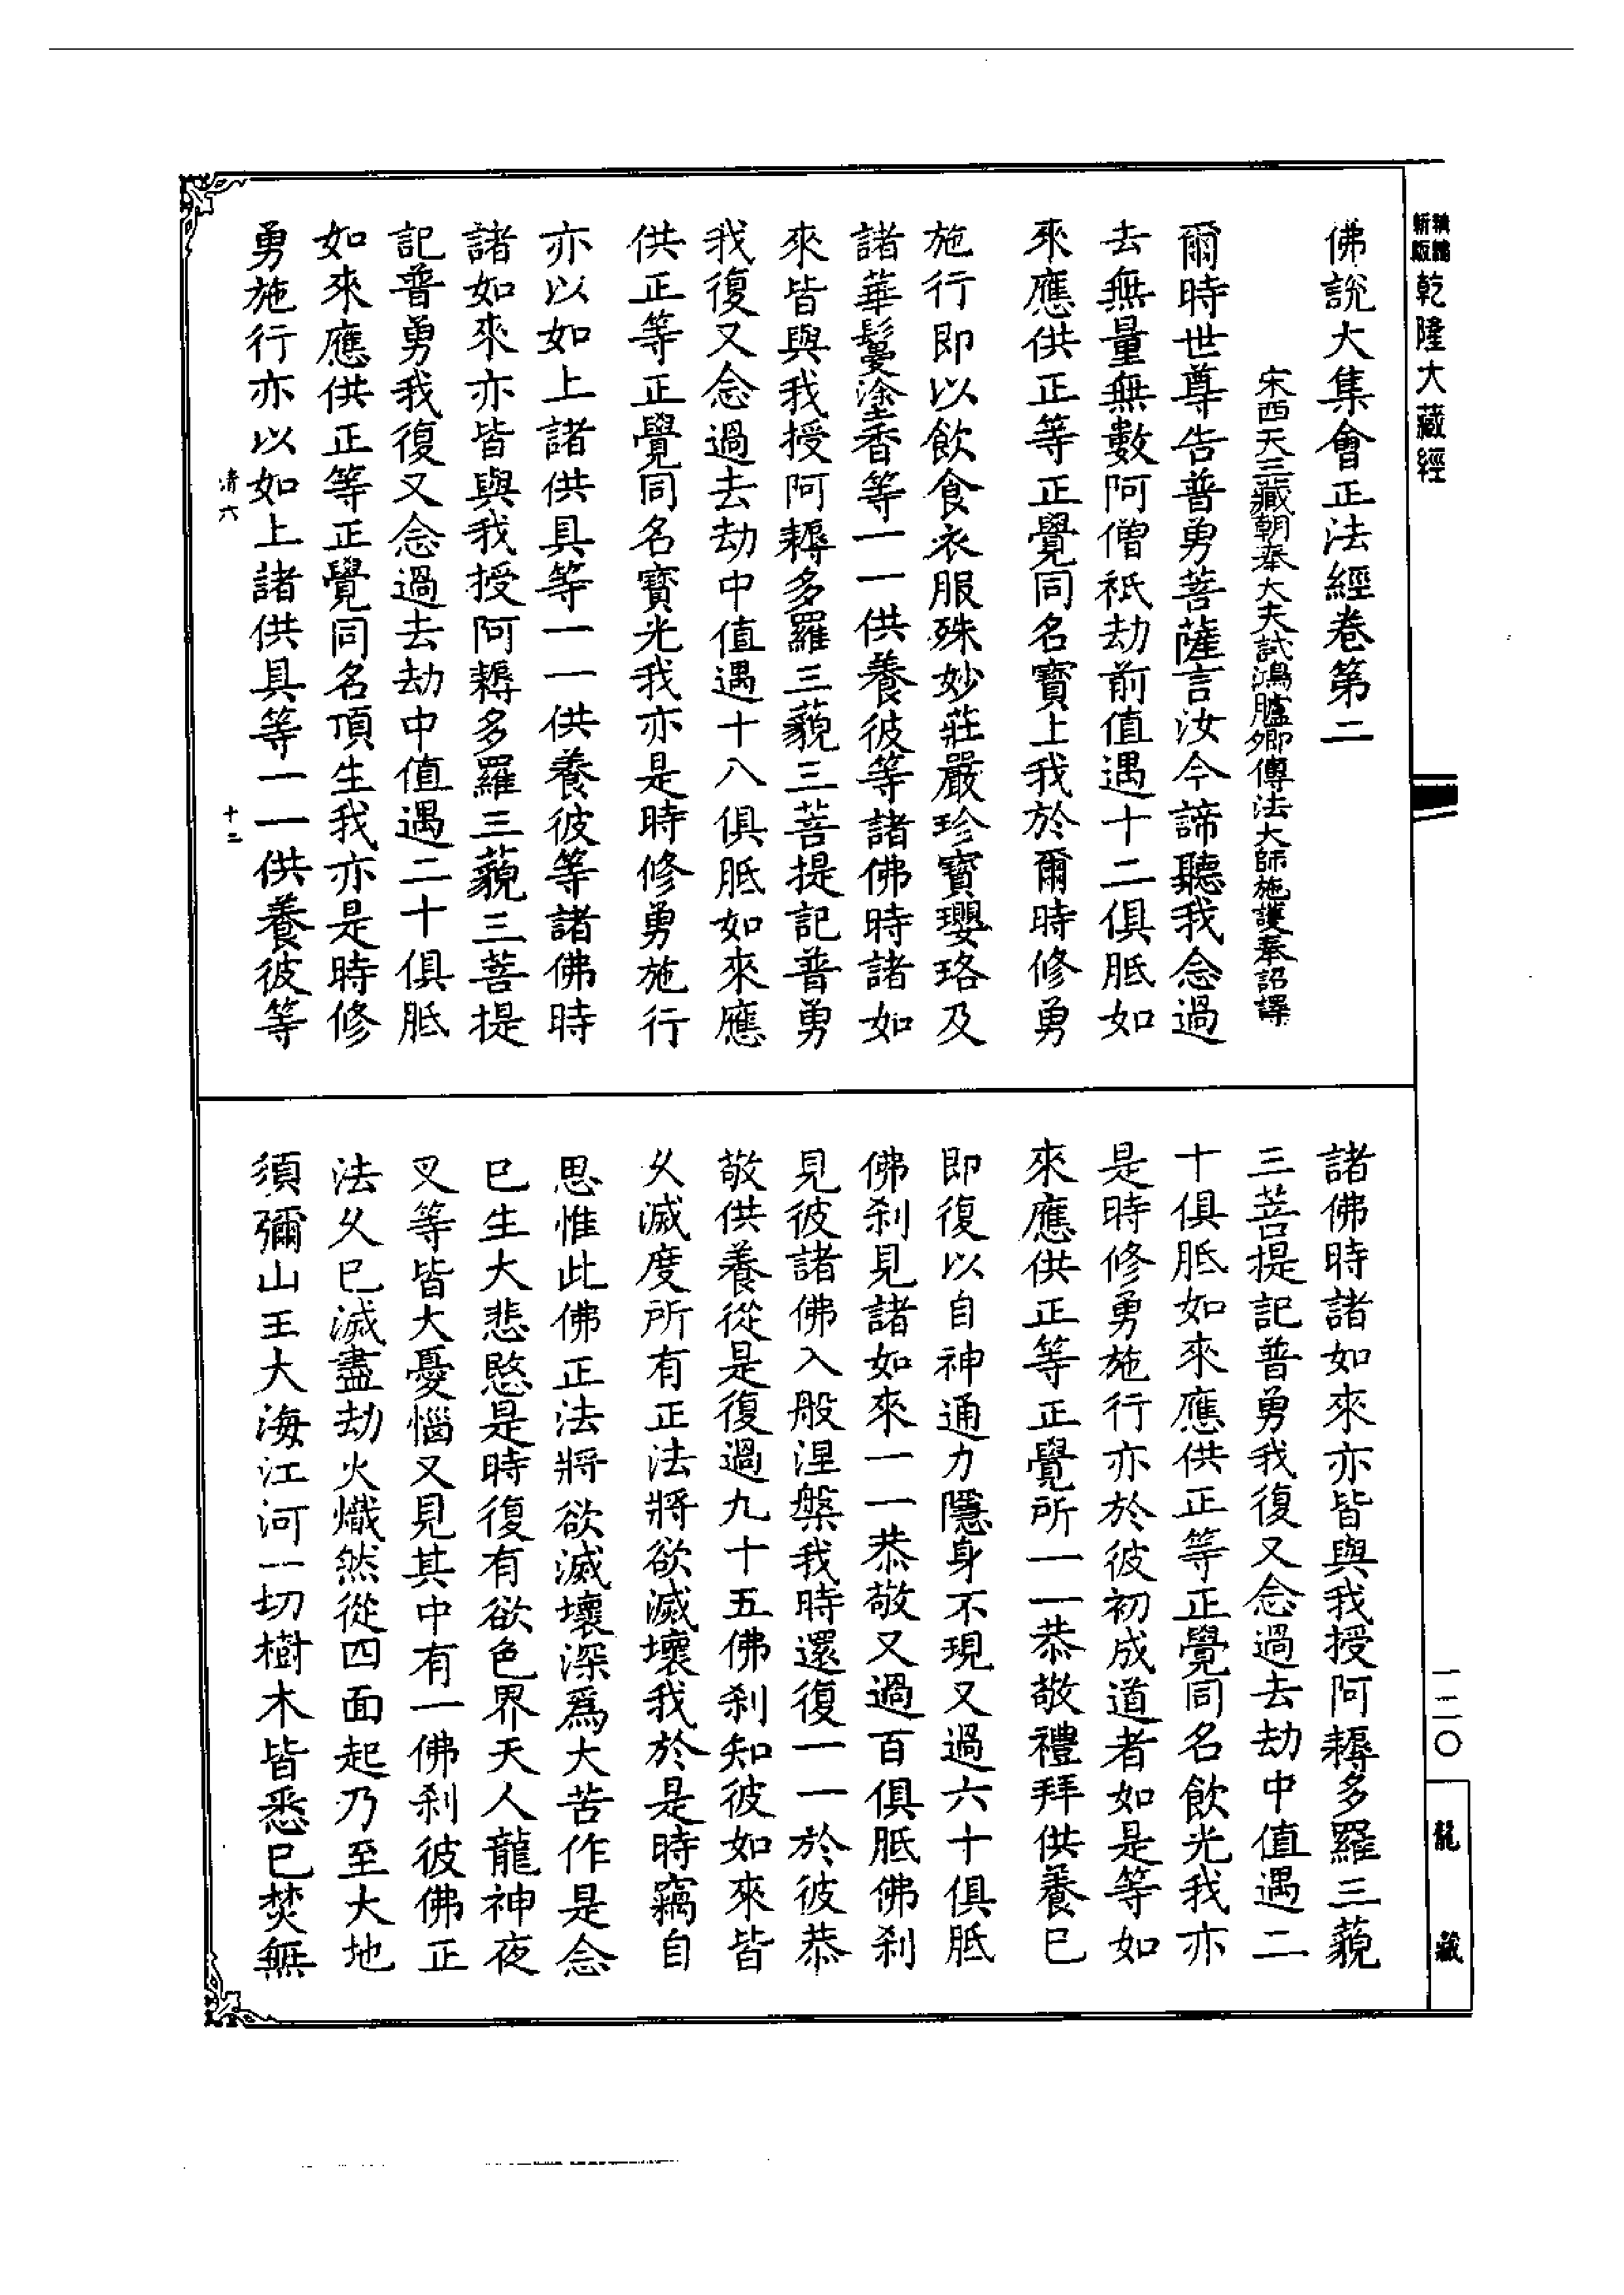 新版精縮乾隆大藏經
佛說大集會正法經卷第二
宋西天三藏朝奉大夫試鴻臚卿傳法大師施護奉詔譯
爾時世尊告普勇菩薩言汝今諦聽我念過
去無量無數阿僧祇劫前值遇十二俱胝如
來應供正等正覺同名寶上我於爾時修勇
施行即以飲食衣服殊妙莊嚴珍寶瓔珞及
諸華鬘塗香等一一供養彼等諸佛時諸如
來皆與我授阿耨多羅三藐三菩提記普勇
我復又念過去劫中值遇十八俱胝如來應
供正等正覺同名寶光我亦是時修勇施行
亦以如上諸供具等一一供養彼等諸佛時
諸如來亦皆與我授阿耨多羅三藐三菩提
記普勇我復又念過去劫中值遇二十俱胝
如來應供正等正覺同名頂生我亦是時修
勇施行亦以如上諸供具等一一供養彼等
清六 十二
諸佛時諸如來亦皆與我授阿耨多羅三藐
三菩提記普勇我復又念過去劫中值遇二
十俱胝如來應供正等正覺同名飲光我亦
是時修勇施行亦於彼初成道者如是等如
來應供正等正覺所一一恭敬禮拜供養已
即復以自神通力隱身不現又過六十俱胝
佛刹見諸如來一一恭敬又過百俱胝佛刹
見彼諸佛入般涅槃我時還復一一於彼恭
敬供養從是復過九十五佛刹知彼如來皆
久滅度所有正法將欲滅壞我於是時竊自
思惟此佛正法將欲滅壞深爲大苦作是念
已生大悲愍是時復有欲色界天人龍神夜
叉等皆大憂惱又見其中有一佛刹彼佛正
法久已滅盡劫火熾然從四面起乃至大地
須彌山王大海江河一切樹木皆悉已焚無
一二〇
龍藏